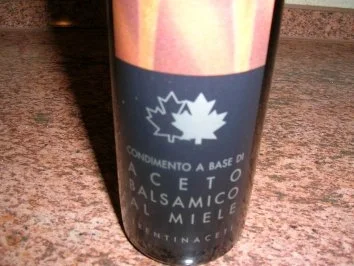 CONDIMENTO A BASE DI
ACETO
BALSAMICO
AL MIELE